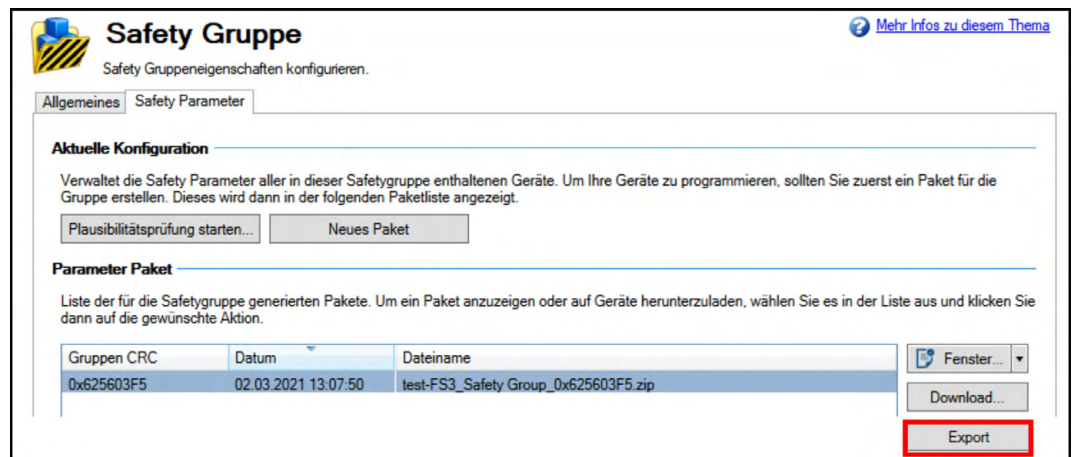 Safety Gruppe
Mehr Infos zu diesem Thema
Safety Gruppeneigenschaften konfigurieren.
Allgemeines Safety Parameter
Aktuelle Konfiguration
Verwaltet die Safety Parameter aller in dieser Safetygruppe enthaltenen Geräte. Um Ihre Geräte zu programmieren, sollten Sie zuerst ein Paket für die
Gruppe erstellen. Dieses wird dann in der folgenden Paketliste angezeigt.
Plausibilitätsprüfung starten... Neues Paket
Parameter Paket
Liste der für die Safetygruppe generierten Pakete. Um ein Paket anzuzeigen oder auf Geräte herunterzuladen, wählen Sie es in der Liste aus und klicken Sie
dann auf die gewünschte Aktion.
Gruppen CRC Datum Dateiname Fenster...
0x625603F5 02.03.2021 13:07:50 test-FS3_Safety Group_0x625603F5.zip
Download...
Export